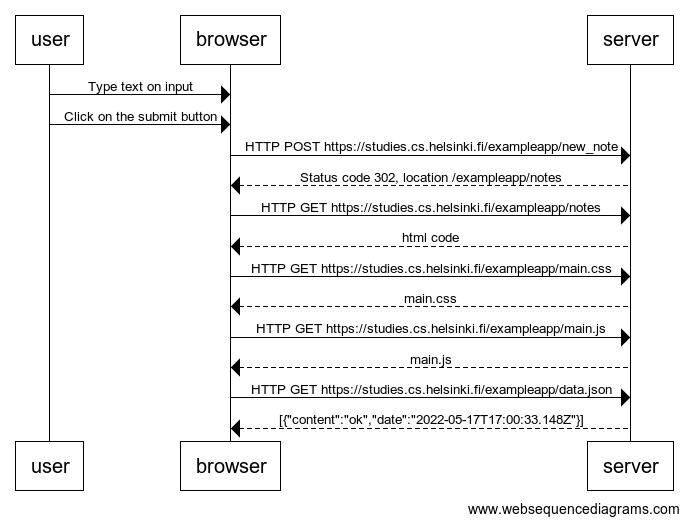 user browser server
Type text on input
Click on the submit button
HTTP POST https://studies.cs.helsinki.fi/exampleapp/new_note
Status code 302, location /exampleapp/notes
HTTP GET https://studies.cs.helsinki.fi/exampleapp/notes
html code
HTTP GET https://studies.cs.helsinki.fi/exampleapp/main.css
main.css
HTTP GET https://studies.cs.helsinki.fi/exampleapp/main.js
main.js
HTTP GET https://studies.cs.helsinki.fi/exampleapp/data.json
[{"content":"ok","date":"2022-05-17T17:00:33.148Z"}]
user browser server
www.websequencediagrams.com